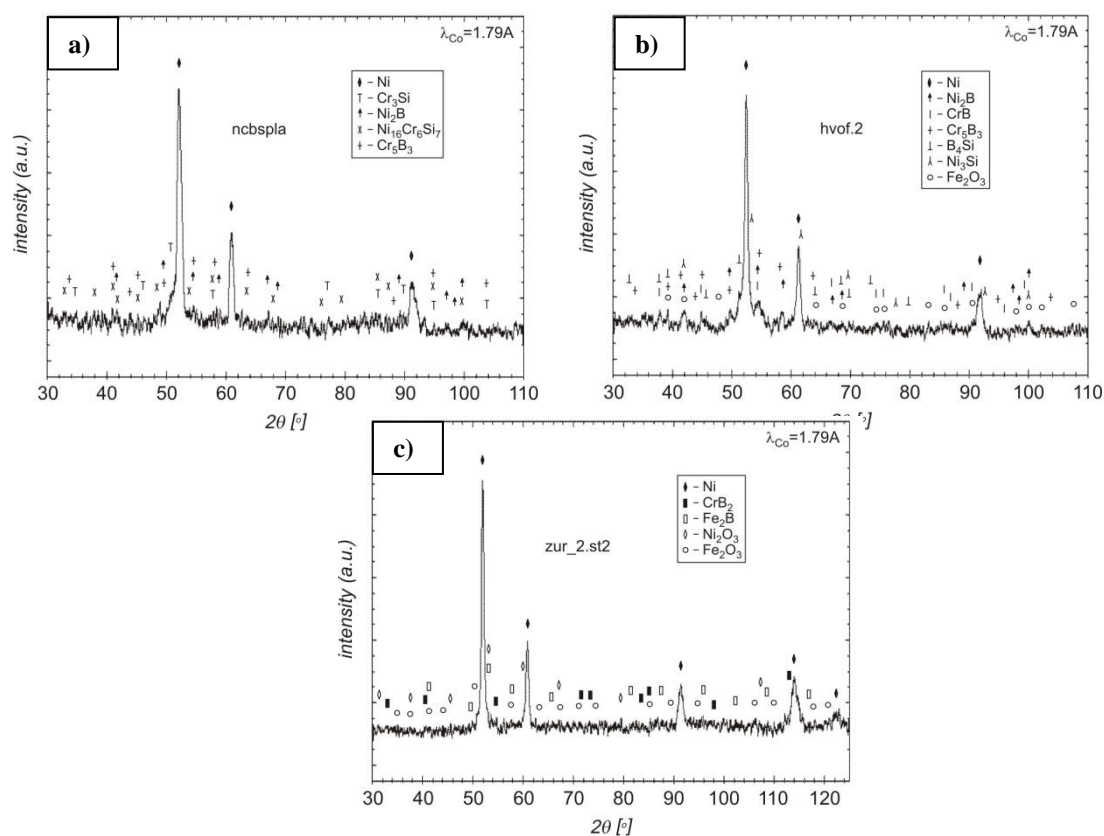 a)
λCo=1.79A
– Ni
– Cr3Si
– Ni2B
– Ni16Cr6Si7
– Cr5B3
ncbspla
intensity (a.u.)
30 40 50 60 70 80 90 100 110
2θ [°]
b)
λCo=1.79A
– Ni
– Ni2B
– CrB
– Cr5B3
– B4Si
– Ni3Si
– Fe2O3
hvof.2
intensity (a.u.)
30 40 50 60 70 80 90 100 110
c)
λCo=1.79A
– Ni
– CrB2
– Fe2B
– Ni2O3
– Fe2O3
zur_2.st2
intensity (a.u.)
30 40 50 60 70 80 90 100 110 120
2θ [°]